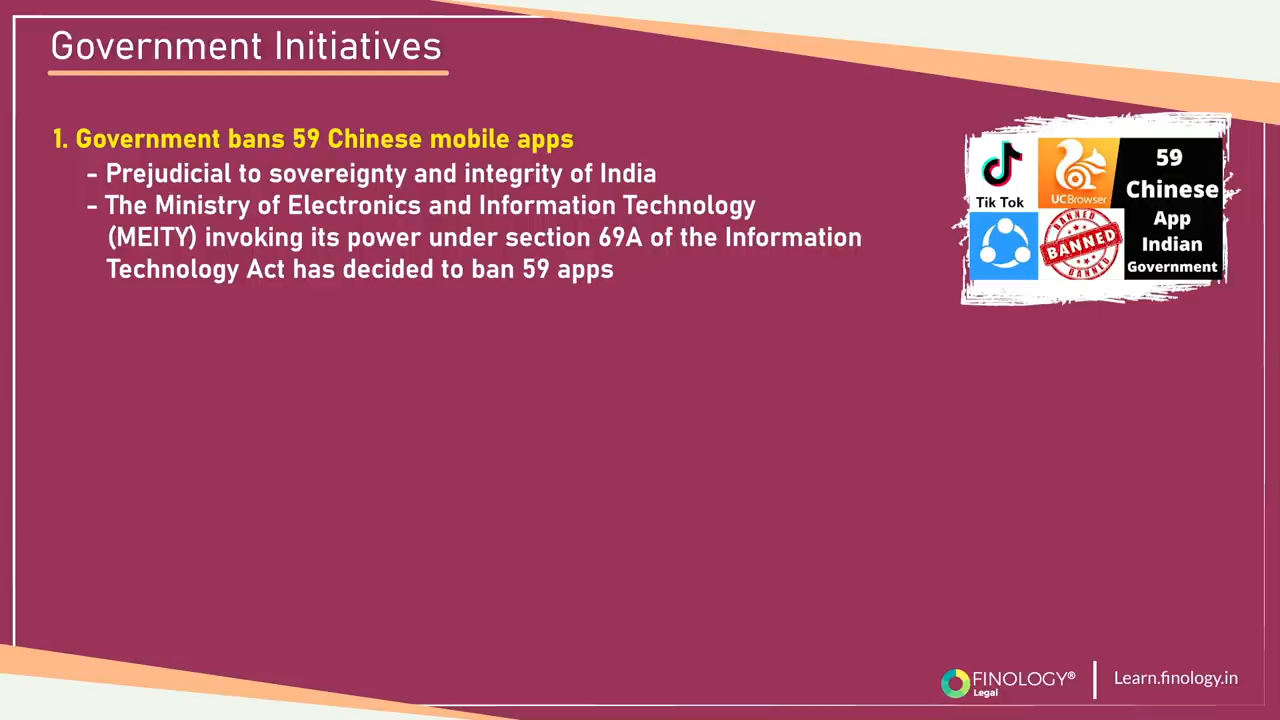 Government Initiatives
1. Government bans 59 Chinese mobile apps
- Prejudicial to sovereignty and integrity of India
- The Ministry of Electronics and Information Technology
(MEITY) invoking its power under section 69A of the Information
Technology Act has decided to ban 59 apps
Tik Tok
UCBrowser
BANNED
BANNED
BANNED
59
Chinese
App
Indian
Government
FINOLOGY®
Legal
Learn.finology.in